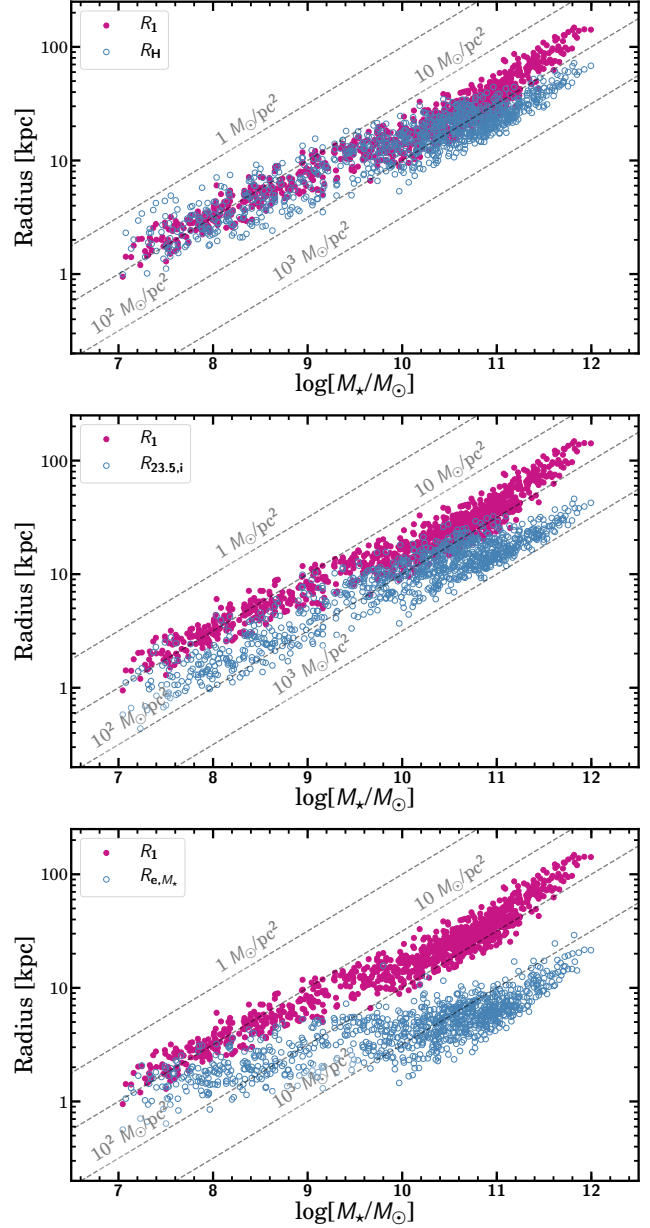 R₁
R_H
100
10
1
Radius [kpc]
1 M⊙/pc²
10 M⊙/pc²
10² M⊙/pc²
10³ M⊙/pc²
7 8 9 10 11 12
log[M⋆/M⊙]
R₁
R₂₃.₅,ᵢ
100
10
1
Radius [kpc]
1 M⊙/pc²
10 M⊙/pc²
10² M⊙/pc²
10³ M⊙/pc²
7 8 9 10 11 12
log[M⋆/M⊙]
R₁
R_e,M⋆
100
10
1
Radius [kpc]
1 M⊙/pc²
10 M⊙/pc²
10² M⊙/pc²
10³ M⊙/pc²
7 8 9 10 11 12
log[M⋆/M⊙]